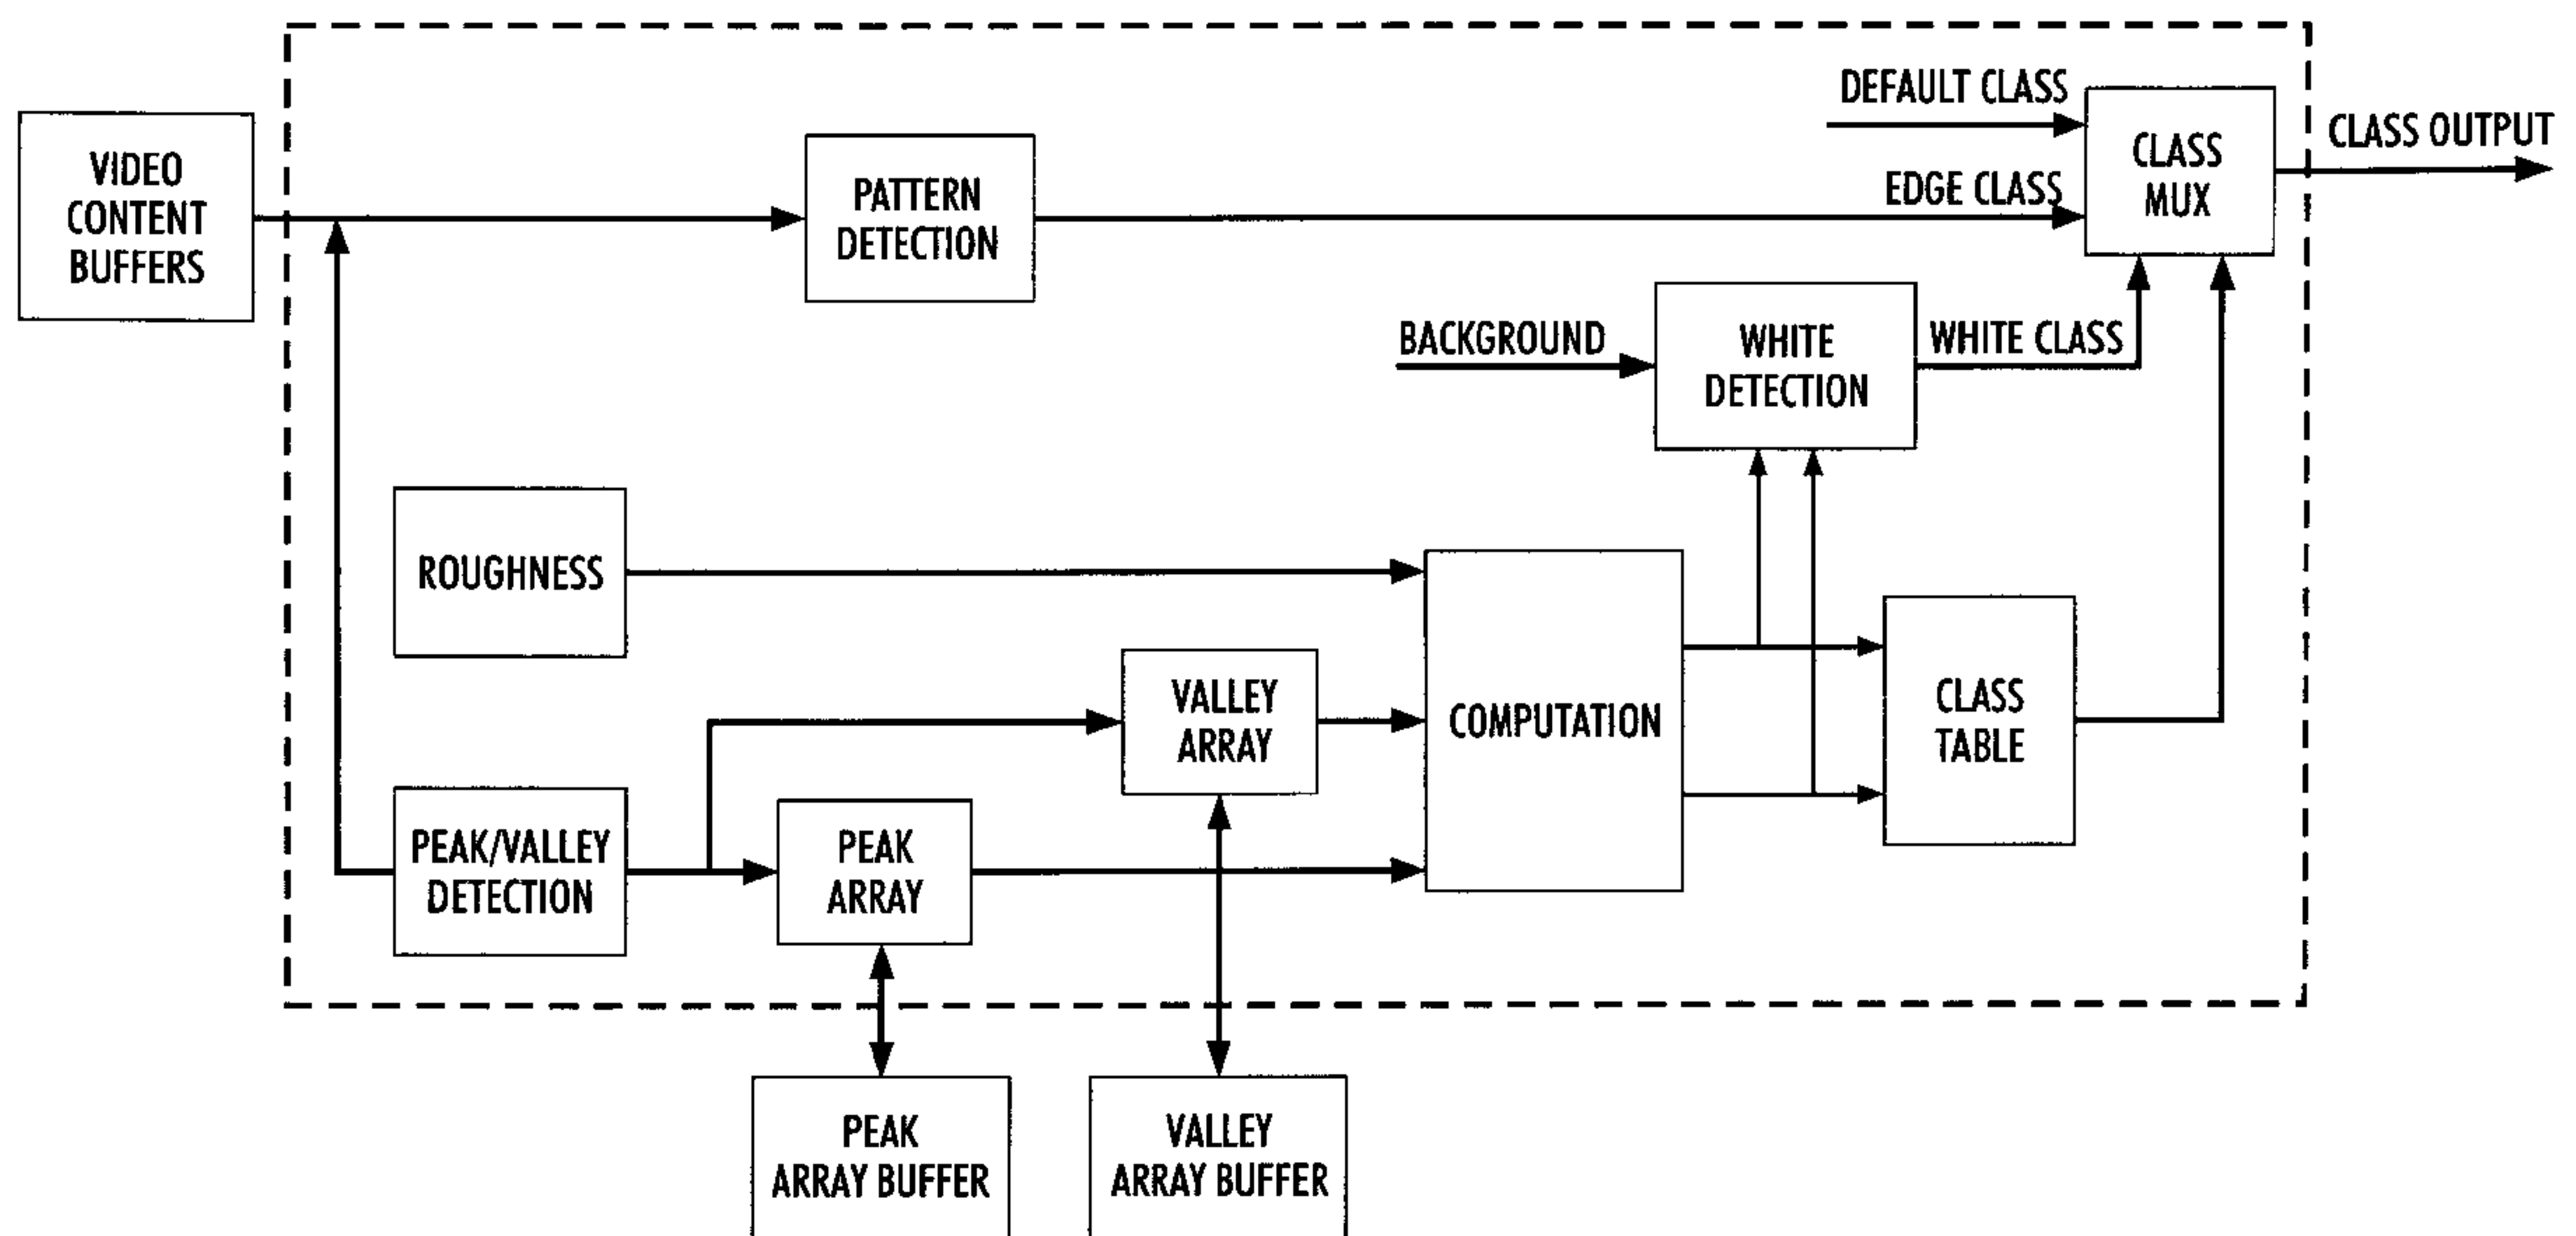 DEFAULT CLASS
CLASS
MUX
CLASS OUTPUT
VIDEO
CONTENT
BUFFERS
PATTERN
DETECTION
EDGE CLASS
BACKGROUND
WHITE
DETECTION
WHITE CLASS
ROUGHNESS
VALLEY
ARRAY
COMPUTATION
CLASS
TABLE
PEAK/VALLEY
DETECTION
PEAK
ARRAY
PEAK
ARRAY BUFFER
VALLEY
ARRAY BUFFER